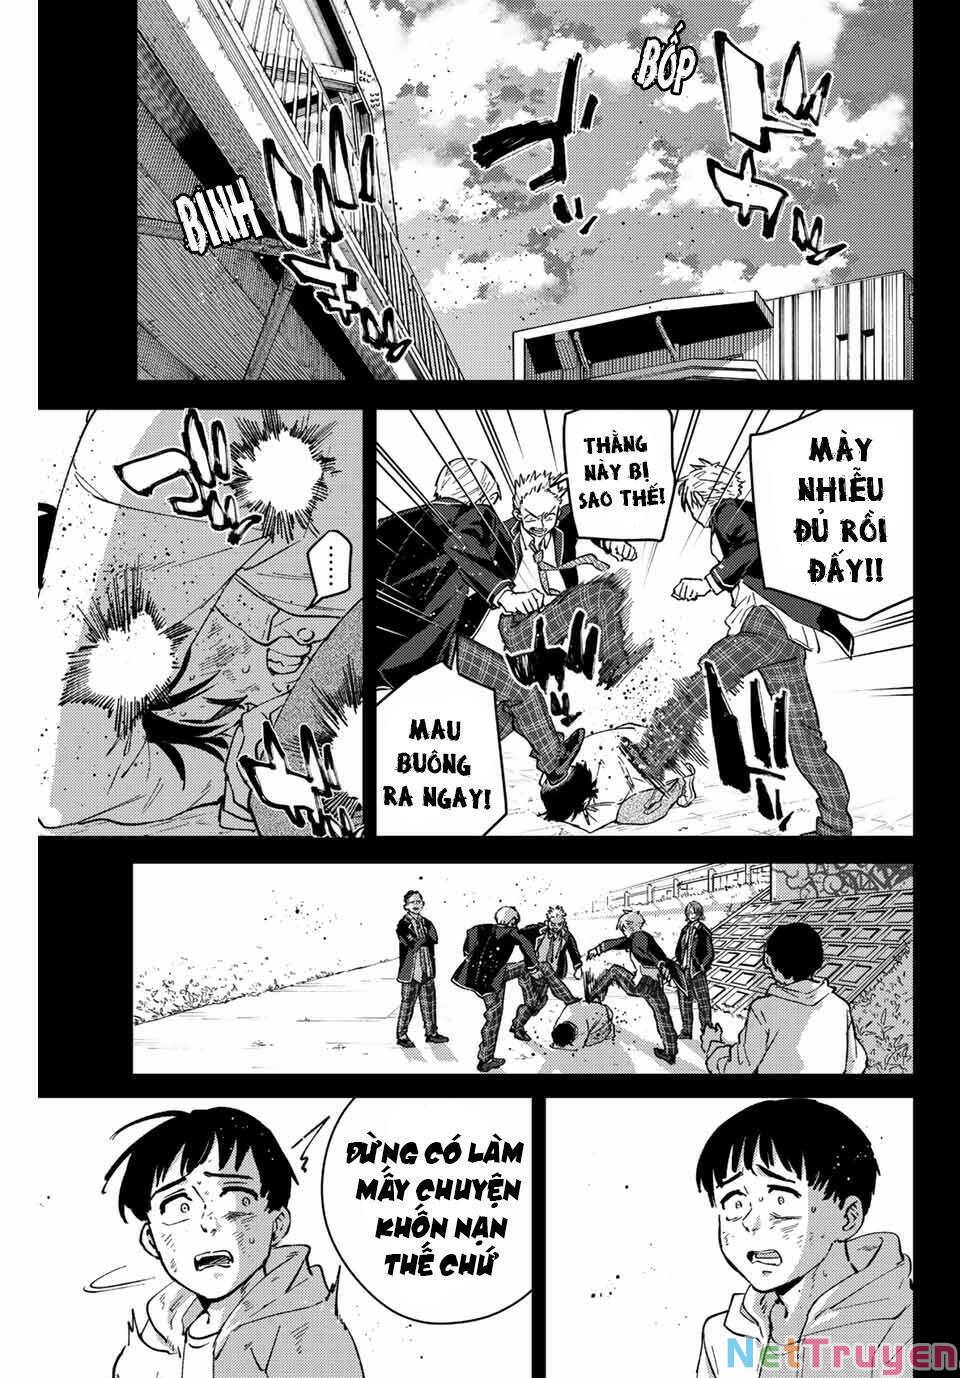 BỐP
BINH
MÀY
NHIỄU
ĐỦ RỒI
ĐẤY!!
THẰNG
NÀY BỊ
SAO THẾ!
MAU
BUÔNG
RA NGAY!
......
ĐỪNG CÓ LÀM
MẤY CHUYỆN
KHỐN NẠN
THẾ CHỨ
NetTruyen